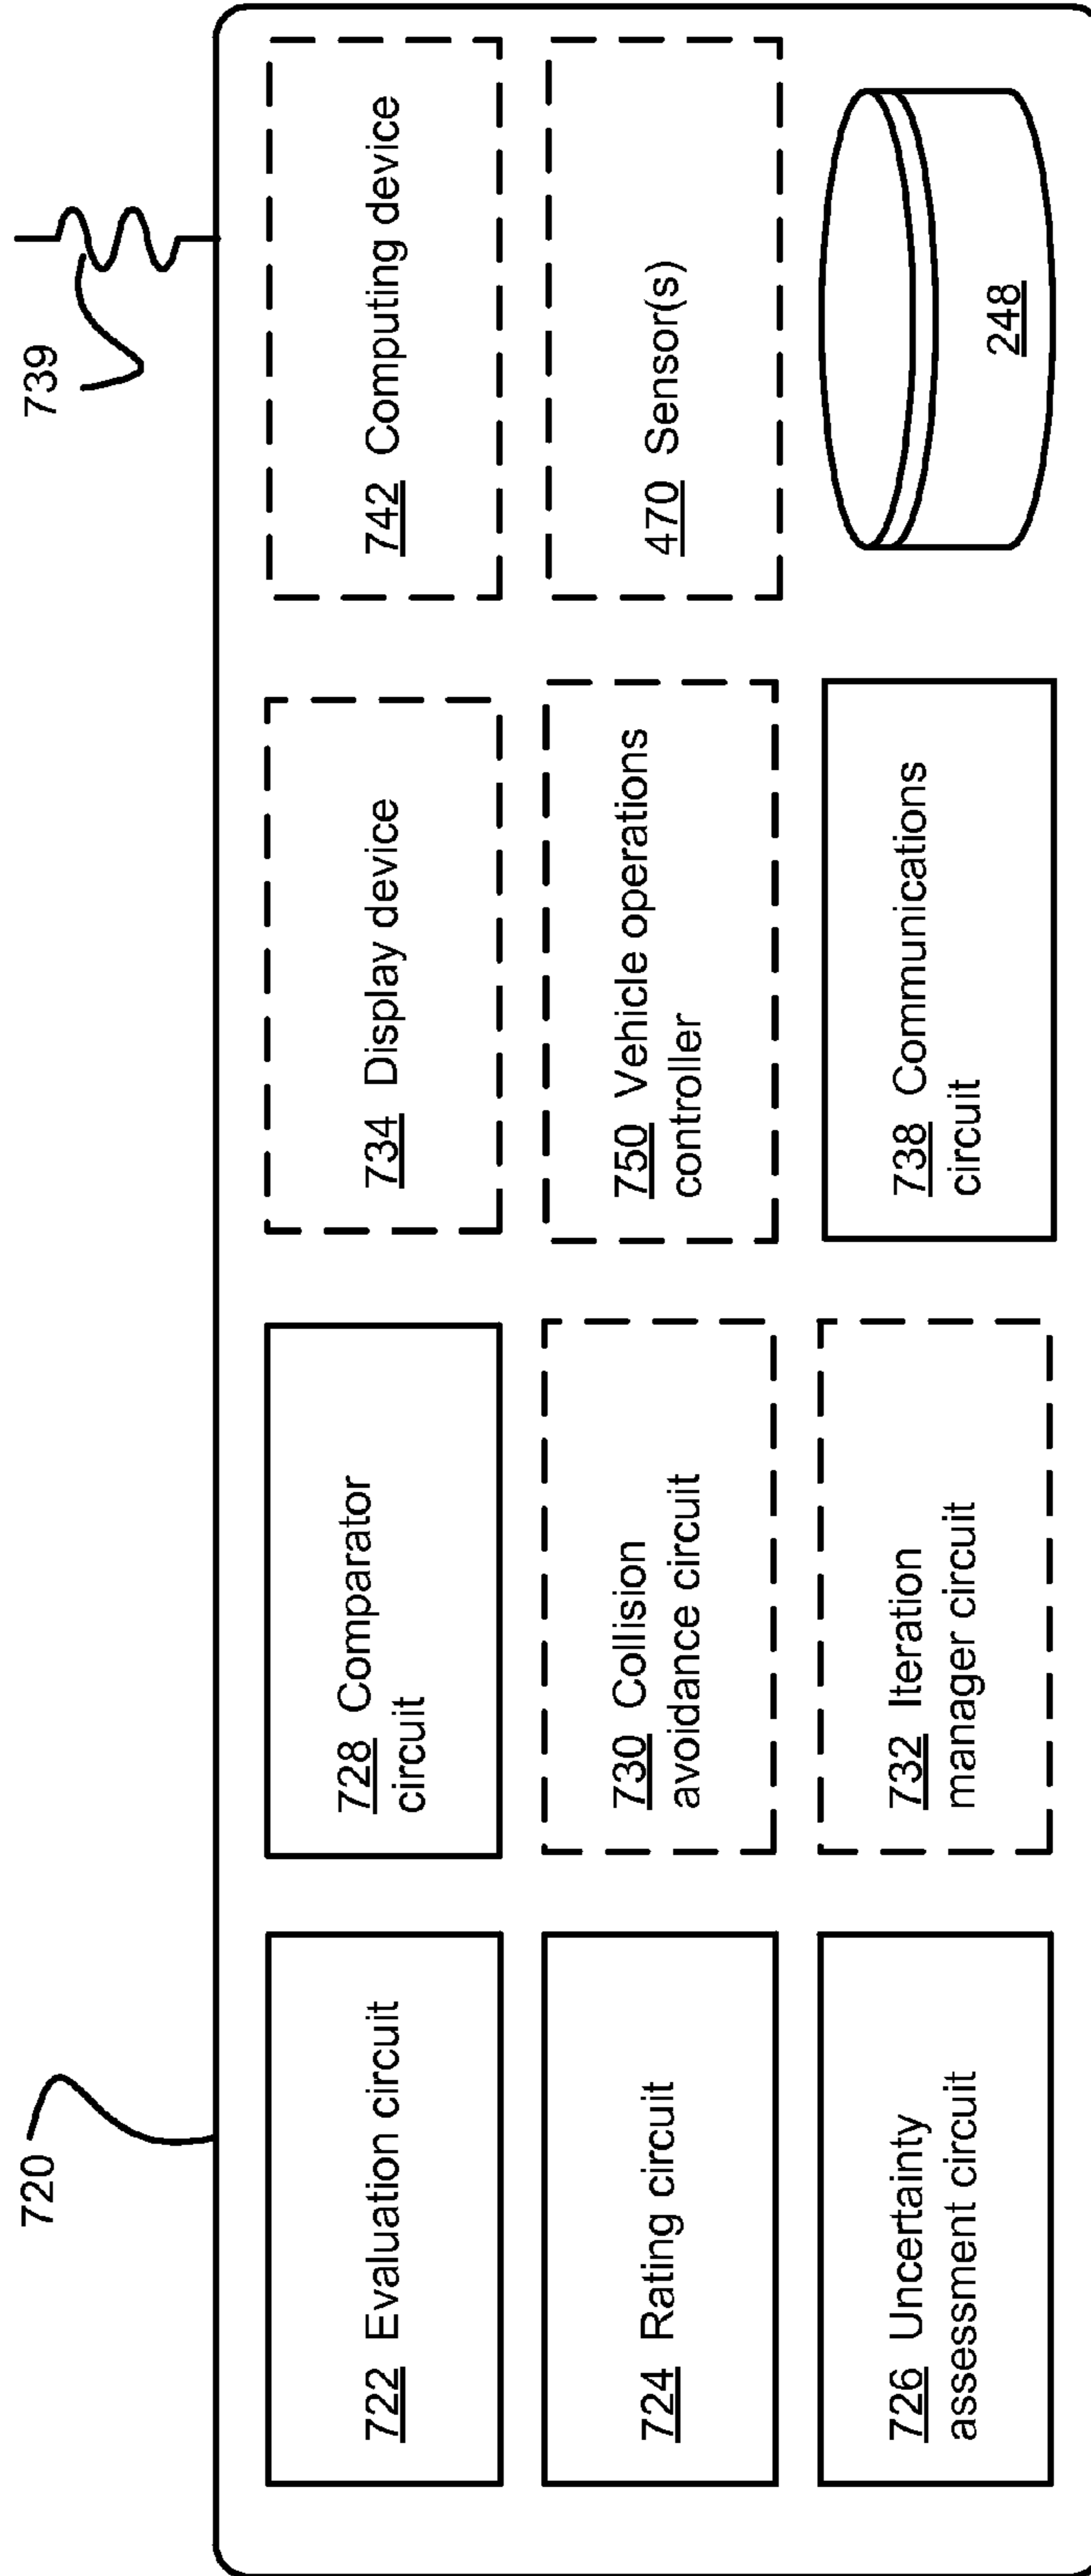 720
739
722 Evaluation circuit
724 Rating circuit
726 Uncertainty
assessment circuit
728 Comparator
circuit
730 Collision
avoidance circuit
732 Iteration
manager circuit
734 Display device
750 Vehicle operations
controller
738 Communications
circuit
742 Computing device
470 Sensor(s)
248